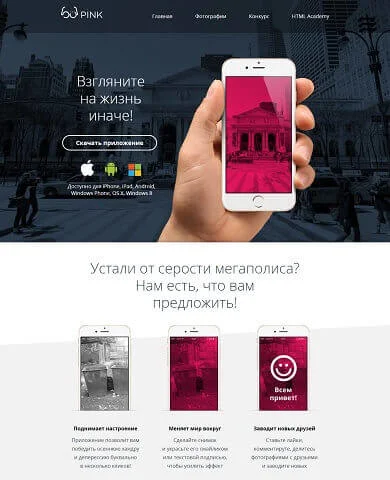 PINK
Главная Фотографии Конкурс HTML Academy
Взгляните
на жизнь
иначе!
Скачать приложение
Доступно для iPhone, iPad, Android,
Windows Phone, OS X, Windows 8
Устали от серости мегаполиса?
Нам есть, что вам
предложить!
Всем
привет!
Поднимает настроение Меняет мир вокруг Заводит новых друзей
Приложение позволит вам
победить осеннюю хандру
и депрессию буквально
в несколько кликов!
Сделайте снимок
и украсьте его смайликом
или текстовой подписью,
чтобы усилить эффект
Ставьте лайки,
комментируйте, делитесь
фотографиями с друзьями
и заводите новых